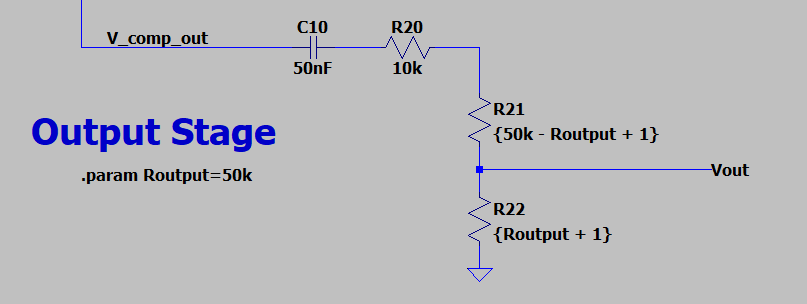 V_comp_out
C10
50nF
R20
10k
R21
{50k - Routput + 1}
Output Stage
.param Routput=50k
Vout
R22
{Routput + 1}